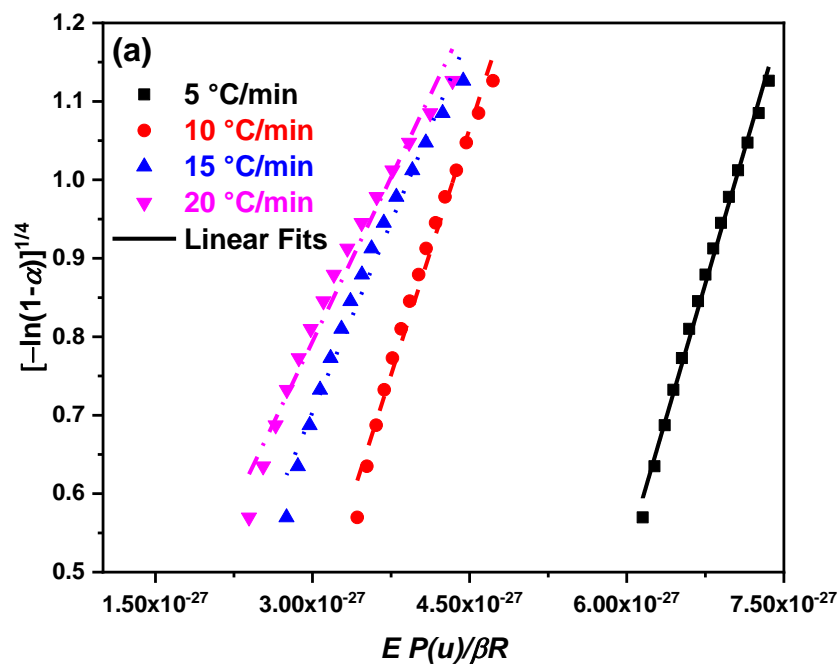 (a)
5 °C/min
10 °C/min
15 °C/min
20 °C/min
Linear Fits
1.2
1.1
1.0
0.9
0.8
0.7
0.6
0.5
[–ln(1-α)]^1/4
1.50x10^-27 3.00x10^-27 4.50x10^-27 6.00x10^-27 7.50x10^-27
E P(u)/βR